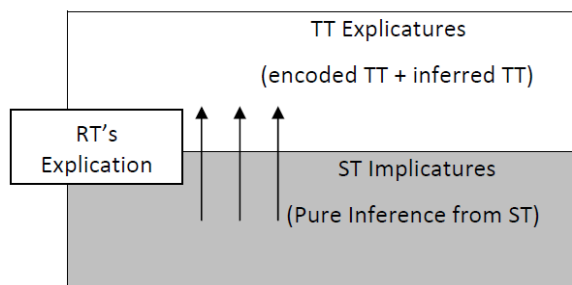 TT Explicatures
(encoded TT + inferred TT)
RT's
Explication
ST Implicatures
(Pure Inference from ST)